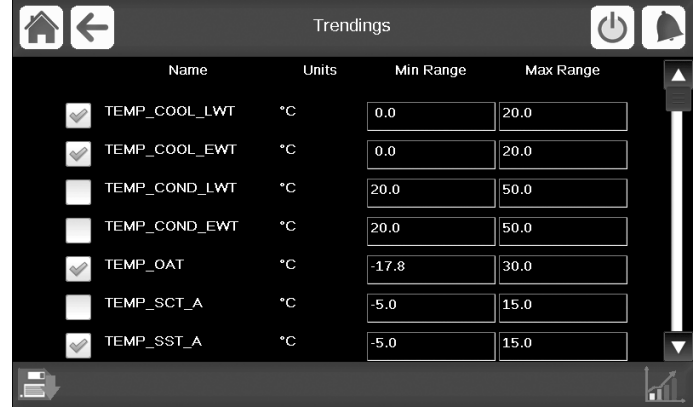 Trendings
Name Units Min Range Max Range
TEMP_COOL_LWT °C 0.0 20.0
TEMP_COOL_EWT °C 0.0 20.0
TEMP_COND_LWT °C 20.0 50.0
TEMP_COND_EWT °C 20.0 50.0
TEMP_OAT °C -17.8 30.0
TEMP_SCT_A °C -5.0 15.0
TEMP_SST_A °C -5.0 15.0